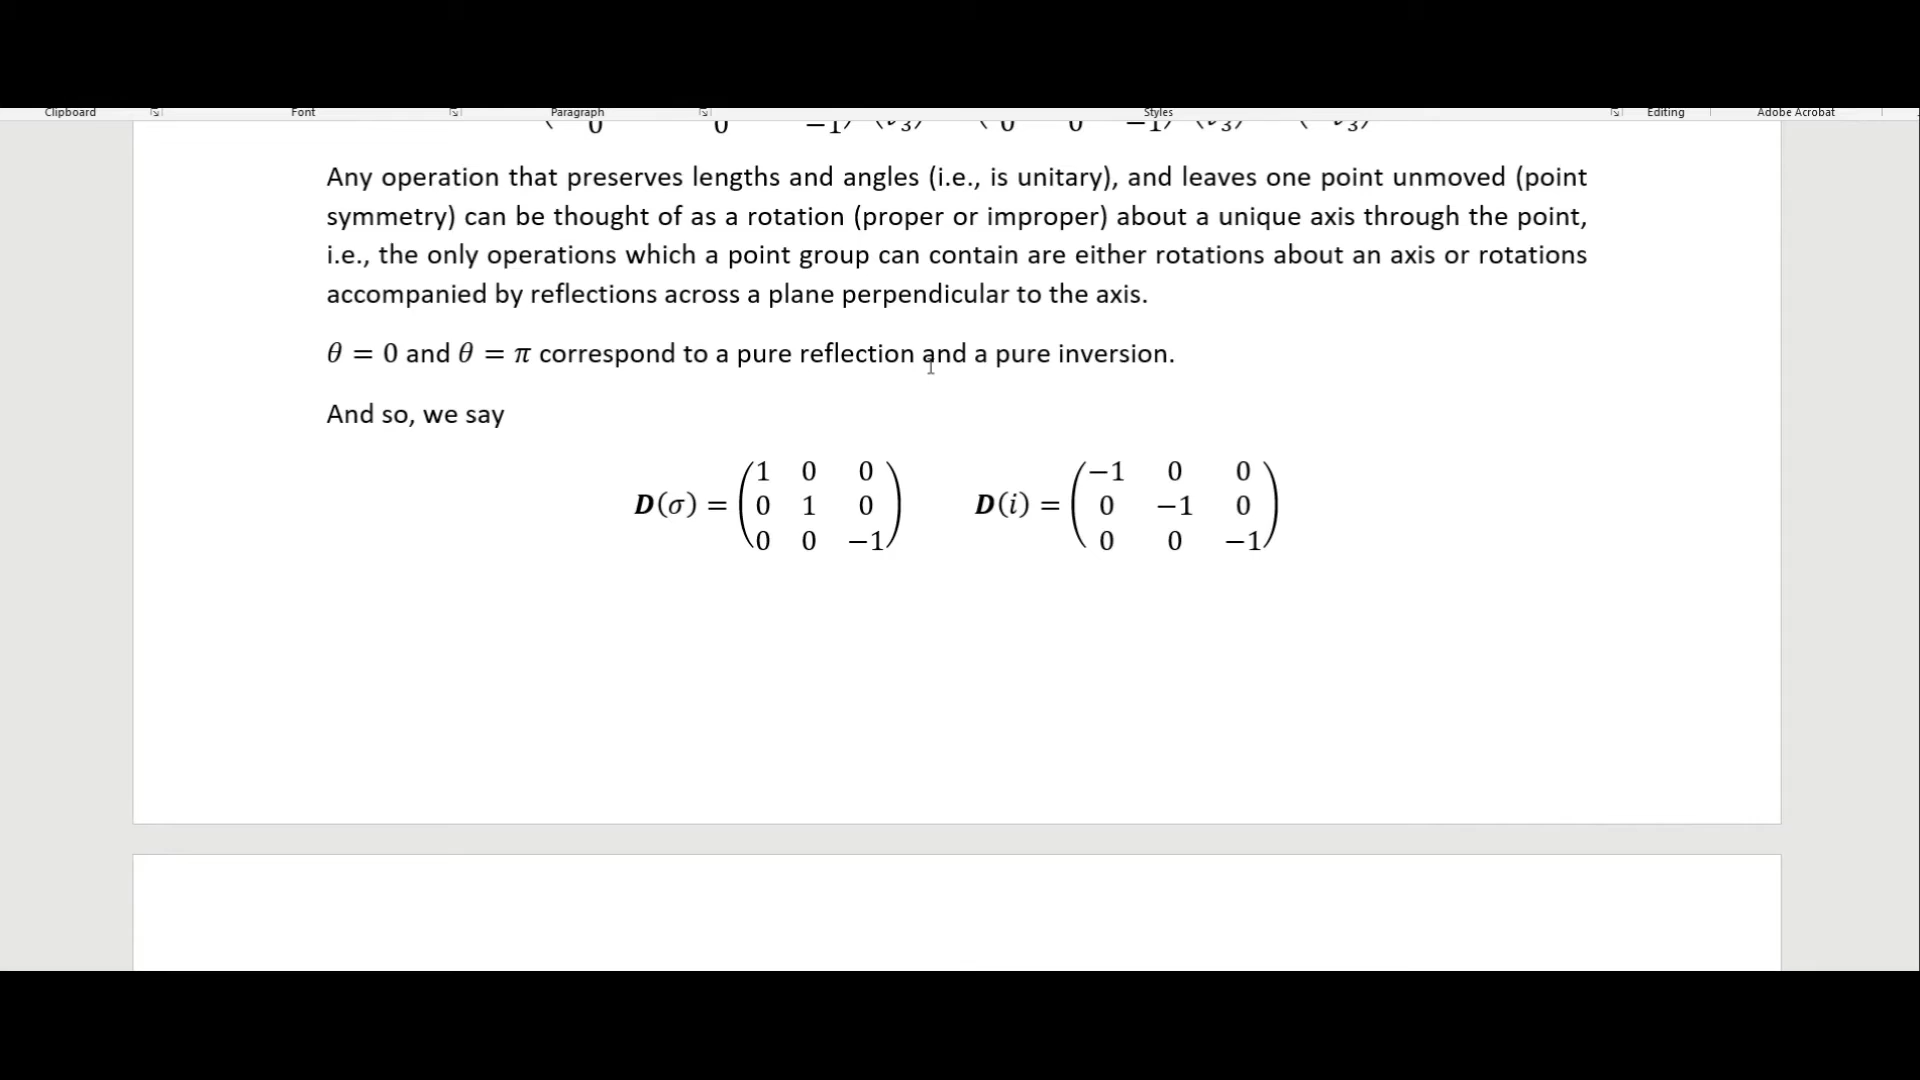 Clipboard Font Paragraph Styles Editing Adobe Acrobat
Any operation that preserves lengths and angles (i.e., is unitary), and leaves one point unmoved (point
symmetry) can be thought of as a rotation (proper or improper) about a unique axis through the point,
i.e., the only operations which a point group can contain are either rotations about an axis or rotations
accompanied by reflections across a plane perpendicular to the axis.
θ = 0 and θ = π correspond to a pure reflection and a pure inversion.
And so, we say
1 0 0 −1 0 0
D(σ) = 0 1 0 D(i) = 0 −1 0
0 0 −1 0 0 −1